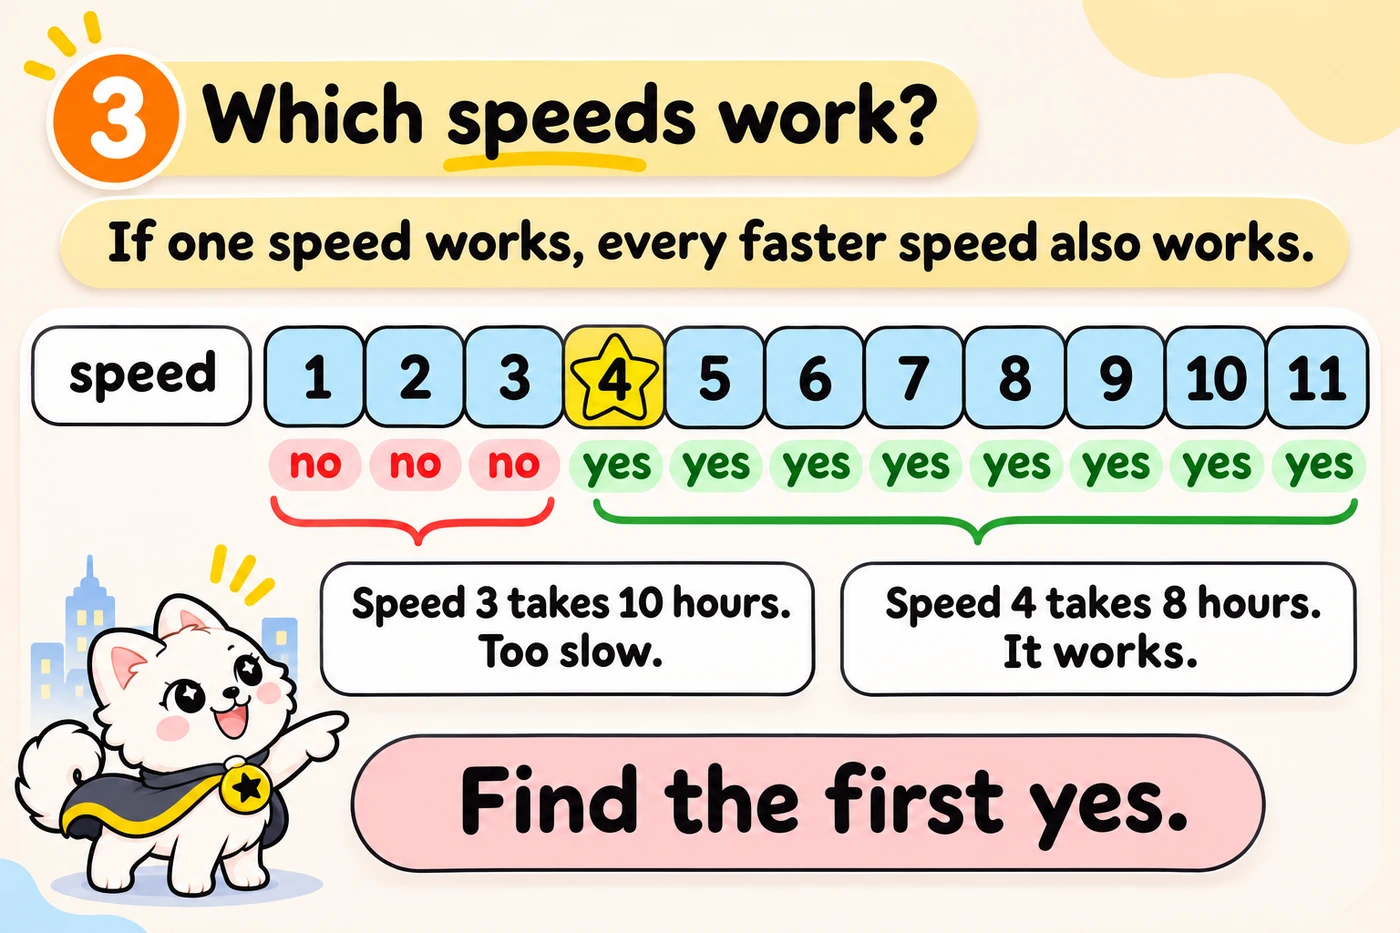 3 Which speeds work?
If one speed works, every faster speed also works.
speed 1 2 3 4 5 6 7 8 9 10 11
no no no yes yes yes yes yes yes yes yes
Speed 3 takes 10 hours.
Too slow.
Speed 4 takes 8 hours.
It works.
Find the first yes.